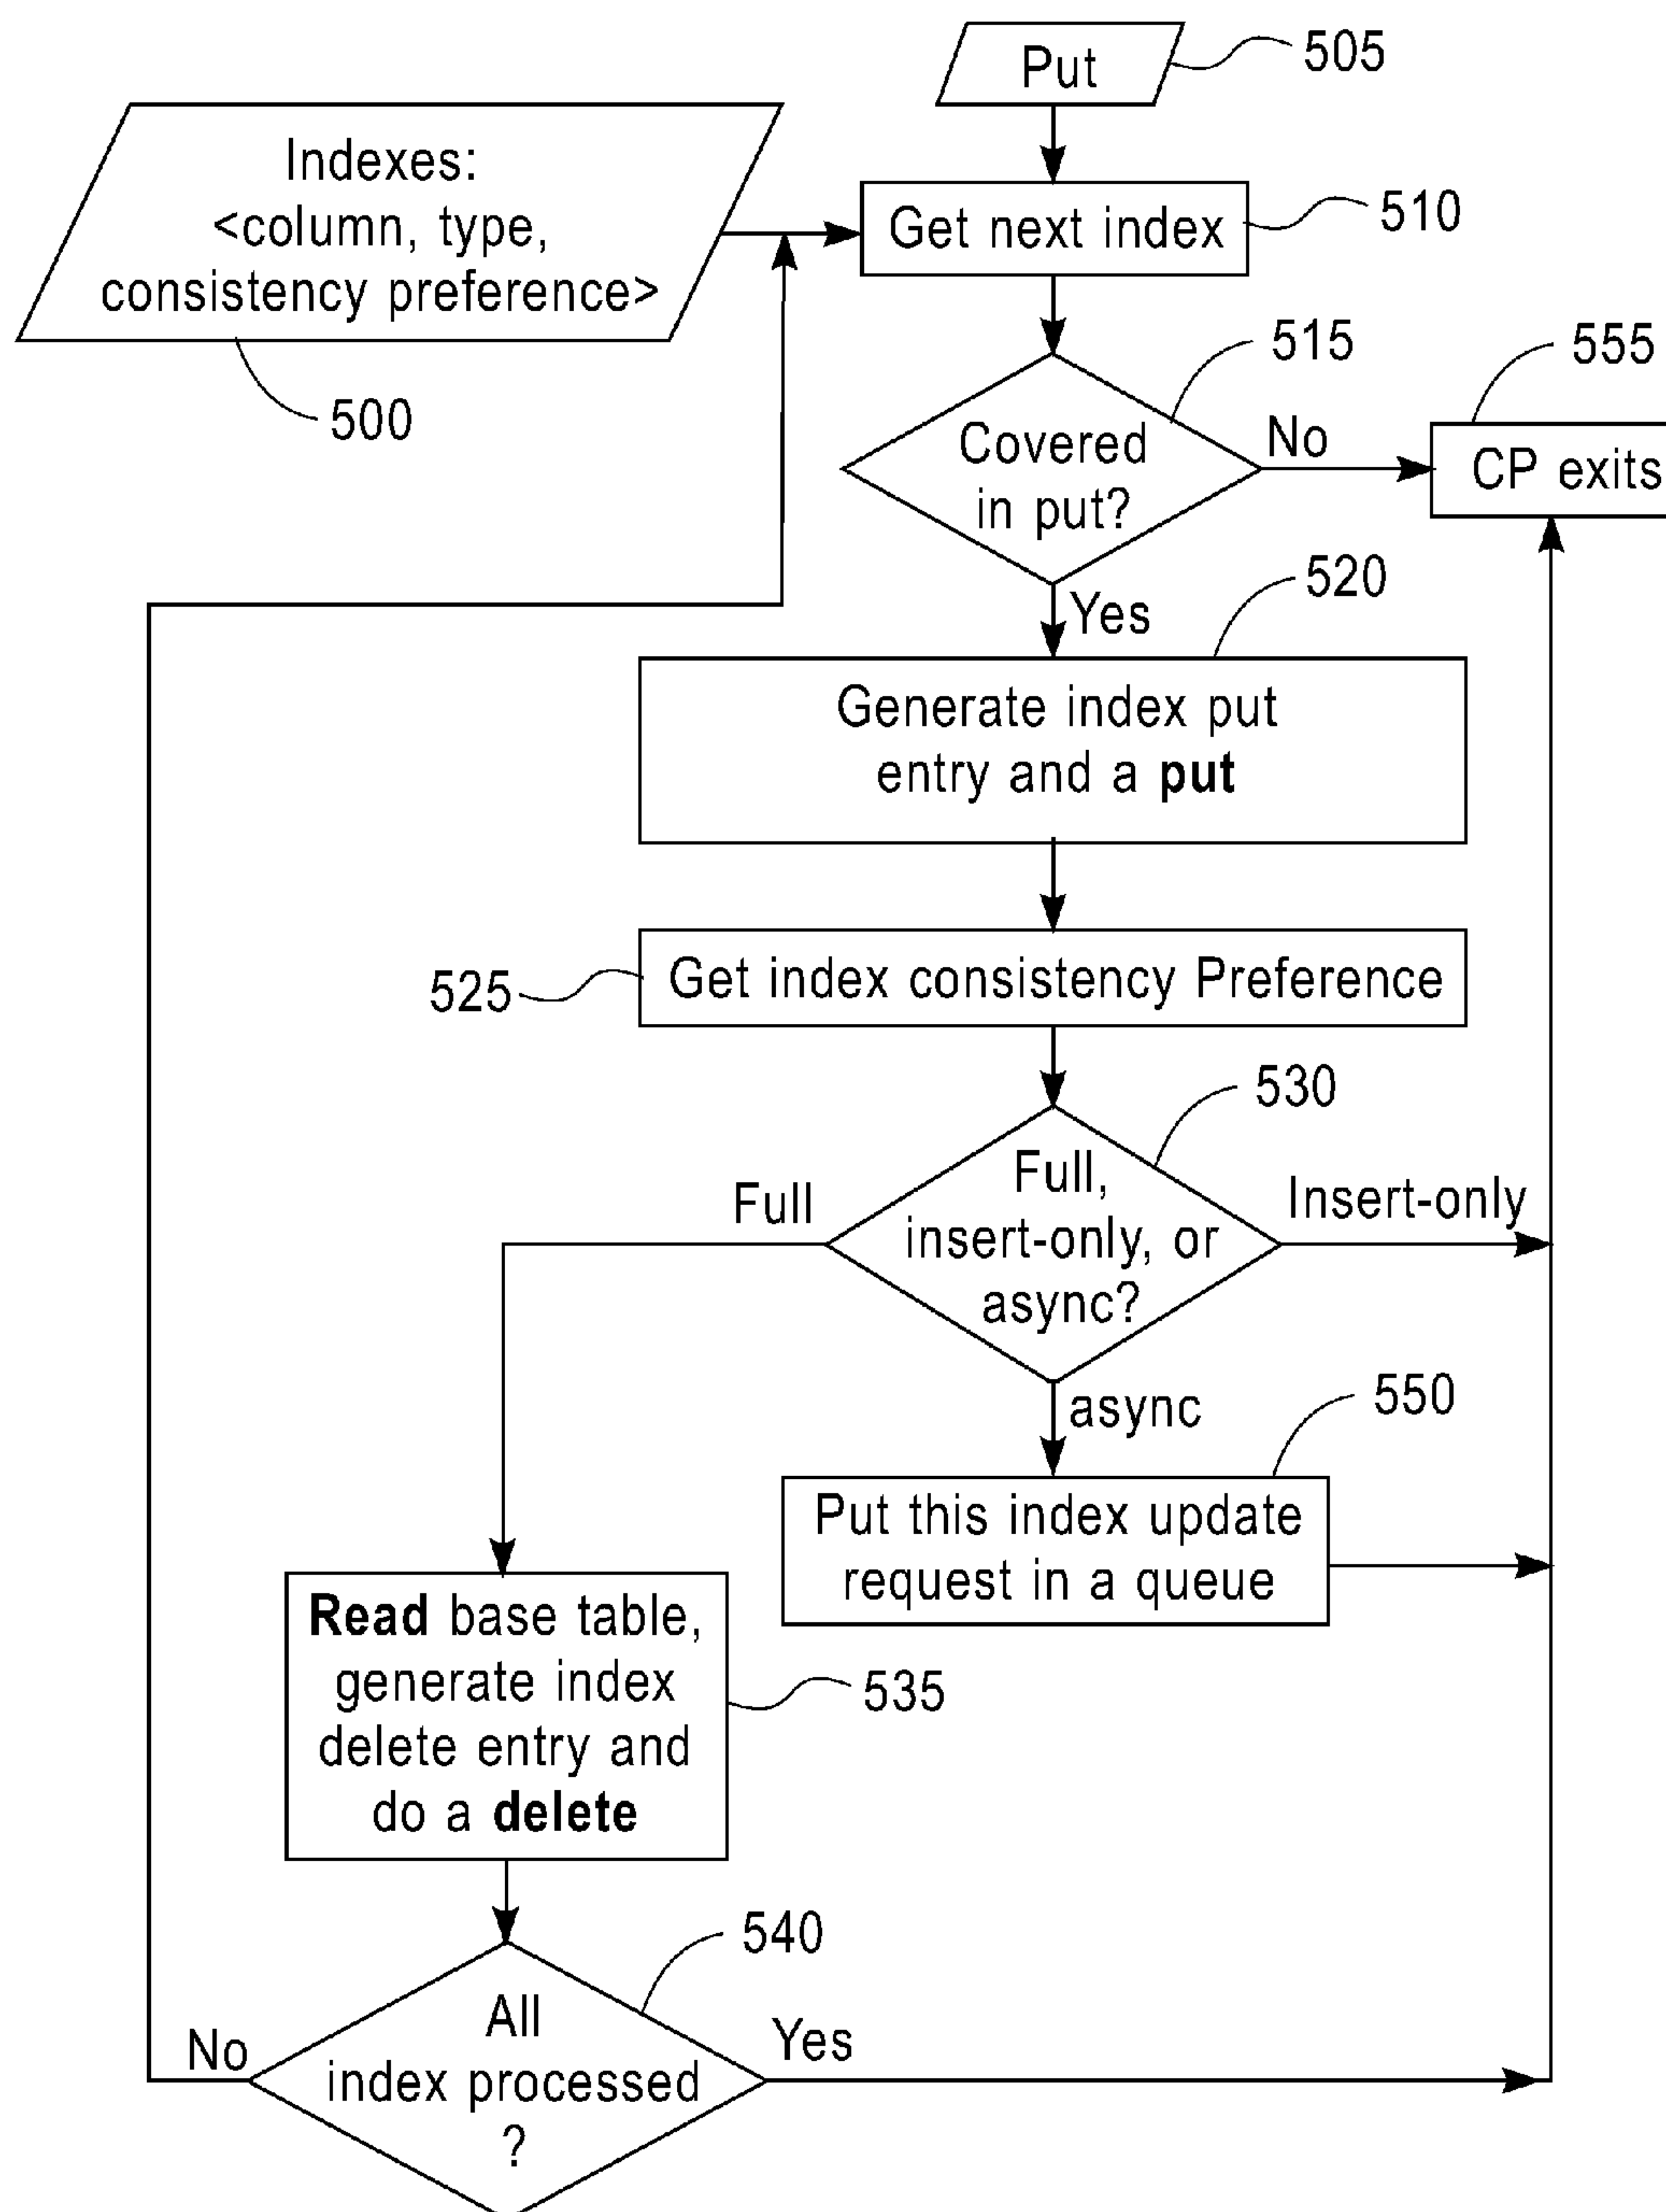 Put
505
Indexes:
<column, type,
consistency preference>
500
Get next index
510
Covered
in put?
515
No
CP exits
555
Yes
520
Generate index put
entry and a put
525
Get index consistency Preference
530
Full,
insert-only, or
async?
Full
Insert-only
async
550
Put this index update
request in a queue
Read base table,
generate index
delete entry and
do a delete
535
540
All
index processed
?
No
Yes